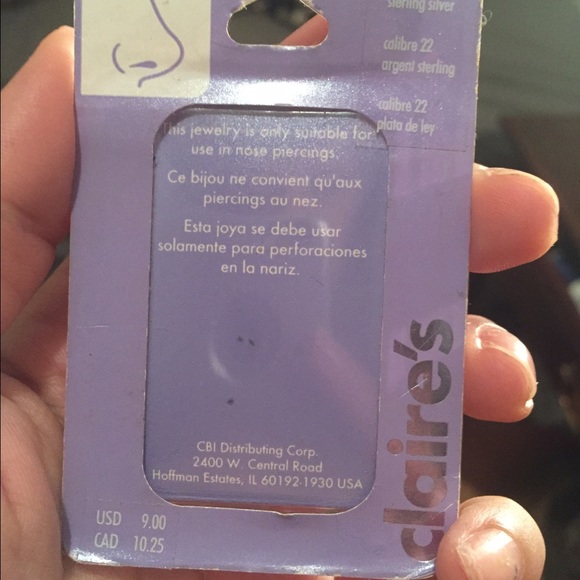 sterling silver
calibre 22
argent sterling
calibre 22
plata de ley
This jewelry is only suitable for
use in nose piercings.
Ce bijou ne convient qu'aux
piercings au nez.
Esta joya se debe usar
solamente para perforaciones
en la nariz.
claire's
CBI Distributing Corp.
2400 W. Central Road
Hoffman Estates, IL 60192-1930 USA
USD 9.00
CAD 10.25